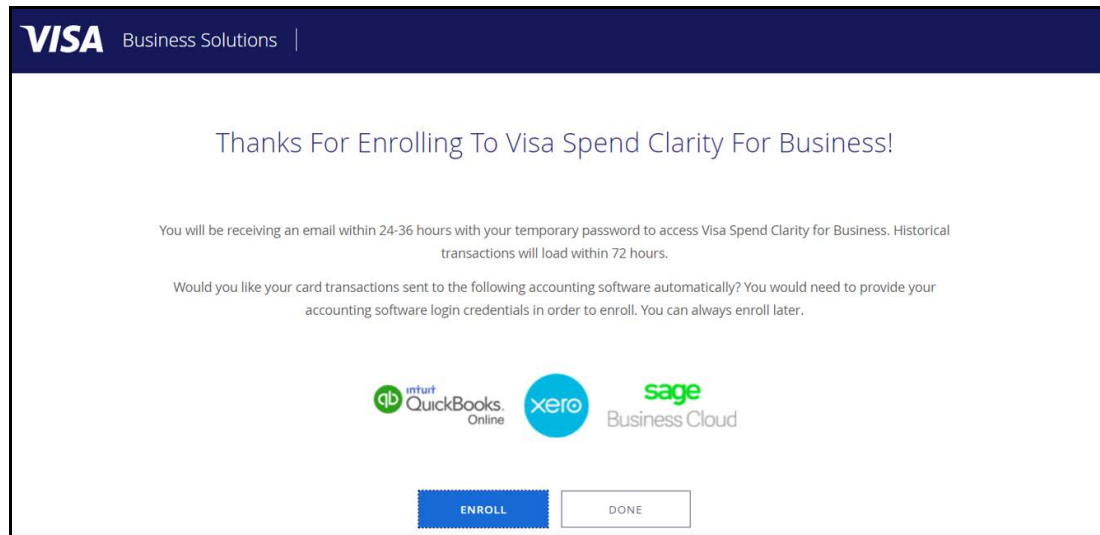 VISA Business Solutions
Thanks For Enrolling To Visa Spend Clarity For Business!
You will be receiving an email within 24-36 hours with your temporary password to access Visa Spend Clarity for Business. Historical
transactions will load within 72 hours.
Would you like your card transactions sent to the following accounting software automatically? You would need to provide your
accounting software login credentials in order to enroll. You can always enroll later.
qb intuit QuickBooks. Online
xero
sage Business Cloud
ENROLL DONE